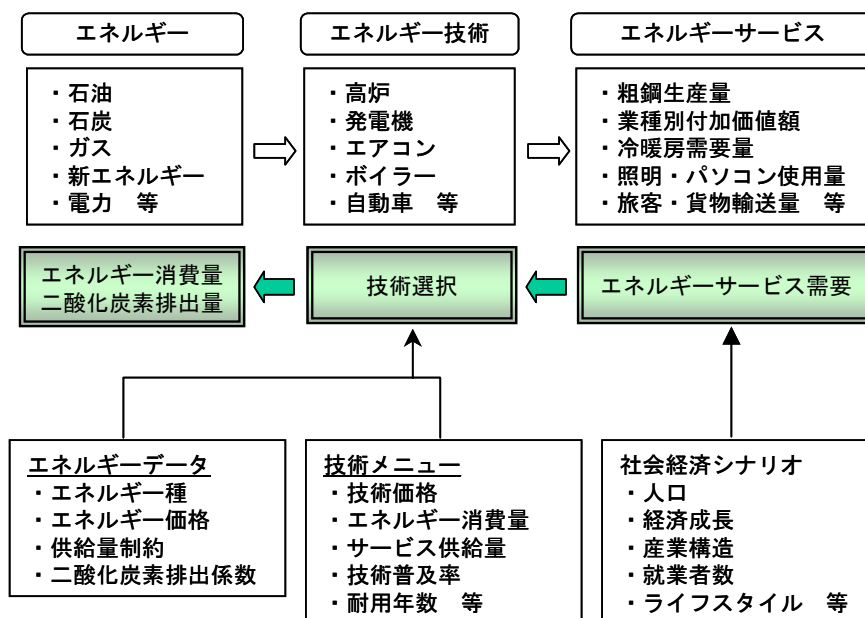 エネルギー
エネルギー技術
エネルギーサービス
・石油
・石炭
・ガス
・新エネルギー
・電力　等
・高炉
・発電機
・エアコン
・ボイラー
・自動車　等
・粗鋼生産量
・業種別付加価値額
・冷暖房需要量
・照明・パソコン使用量
・旅客・貨物輸送量　等
エネルギー消費量
二酸化炭素排出量
技術選択
エネルギーサービス需要
エネルギーデータ
・エネルギー種
・エネルギー価格
・供給量制約
・二酸化炭素排出係数
技術メニュー
・技術価格
・エネルギー消費量
・サービス供給量
・技術普及率
・耐用年数　等
社会経済シナリオ
・人口
・経済成長
・産業構造
・就業者数
・ライフスタイル　等